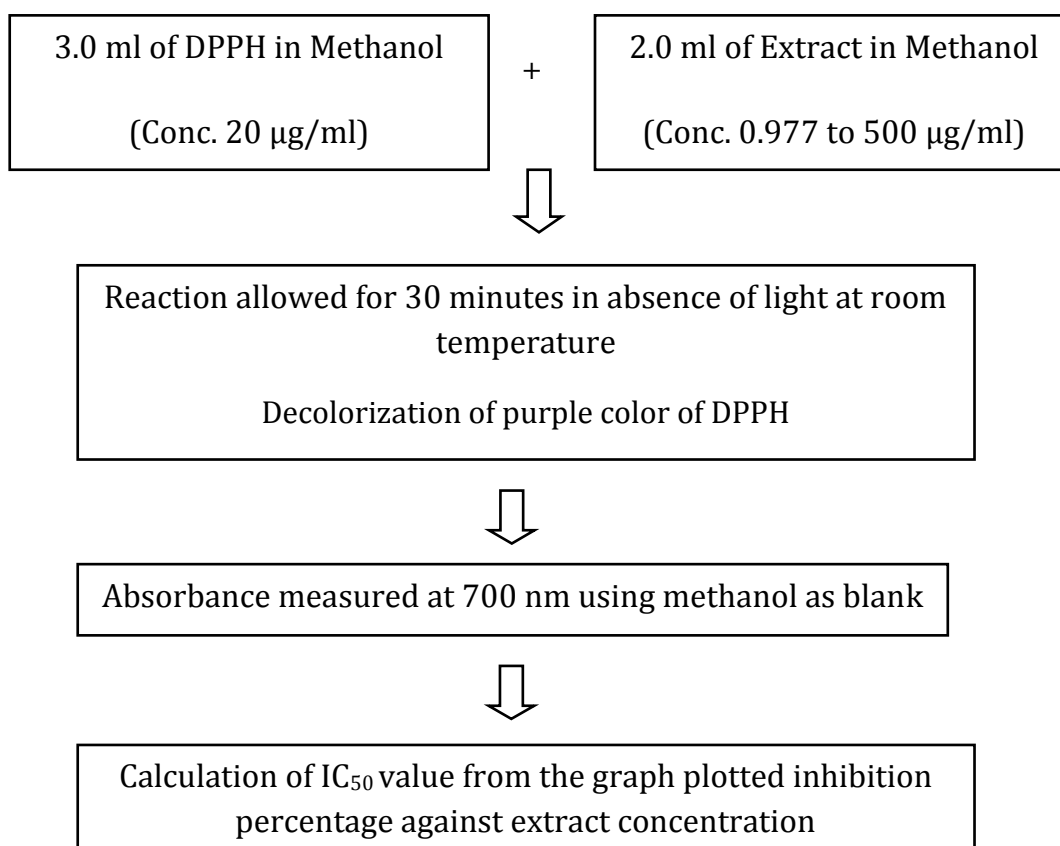 3.0 ml of DPPH in Methanol
(Conc. 20 µg/ml)
+
2.0 ml of Extract in Methanol
(Conc. 0.977 to 500 µg/ml)
Reaction allowed for 30 minutes in absence of light at room
temperature
Decolorization of purple color of DPPH
Absorbance measured at 700 nm using methanol as blank
Calculation of IC₅₀ value from the graph plotted inhibition
percentage against extract concentration